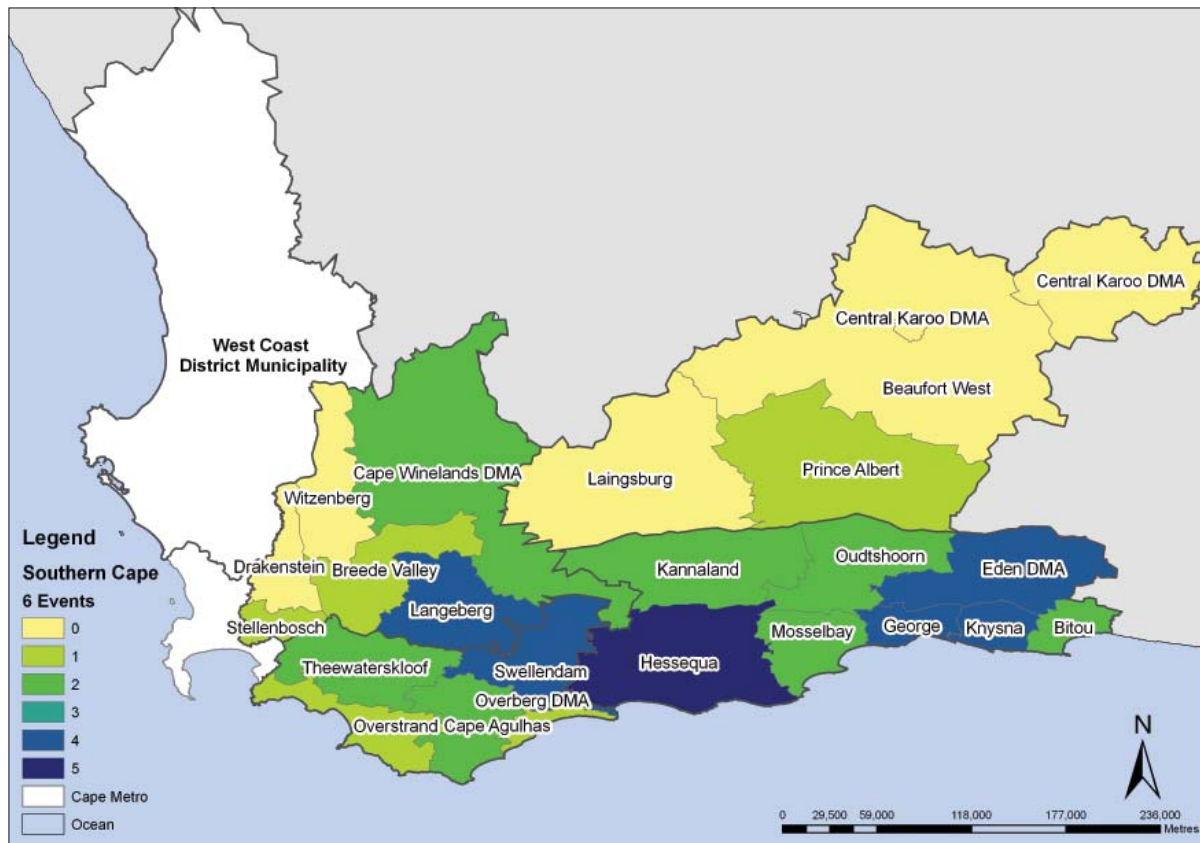 Central Karoo DMA
Central Karoo DMA
West Coast
District Municipality
Beaufort West
Cape Winelands DMA
Prince Albert
Laingsburg
Witzenberg
Oudtshoorn
Drakenstein
Breede Valley
Kannaland
Eden DMA
Langeberg
Stellenbosch
Mosselbay
George
Knysna
Bitou
Theewaterskloof
Swellendam
Hessequa
Overberg DMA
Overstrand
Cape Agulhas
Legend
Southern Cape
6 Events
0
1
2
3
4
5
Cape Metro
Ocean
N
0 29,500 59,000 118,000 177,000 236,000
Metres